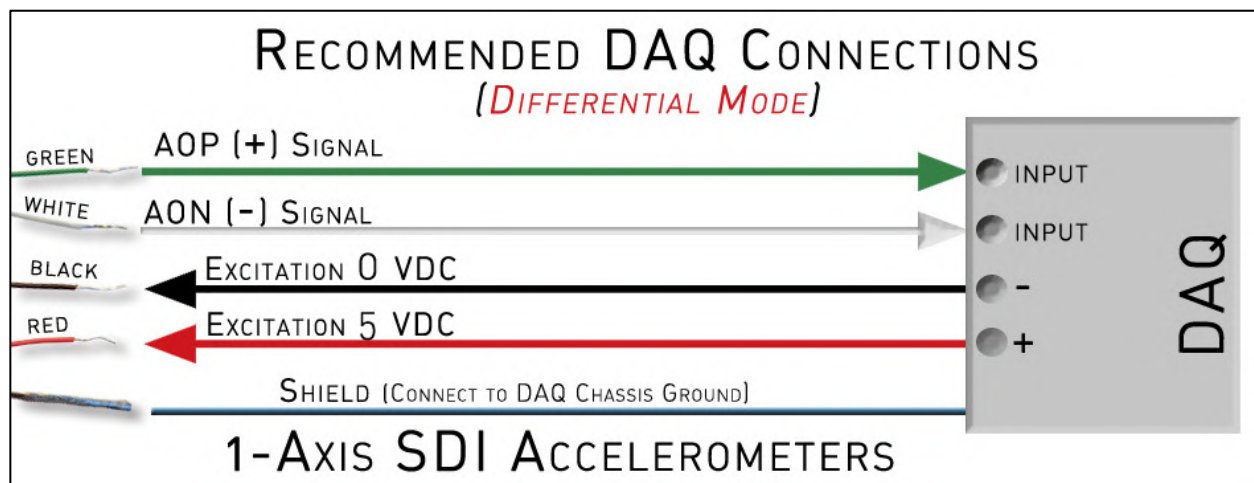 RECOMMENDED DAQ CONNECTIONS
(DIFFERENTIAL MODE)
GREEN
AOP (+) SIGNAL
INPUT
WHITE
AON (-) SIGNAL
INPUT
BLACK
EXCITATION 0 VDC
-
RED
EXCITATION 5 VDC
+
DAQ
SHIELD (CONNECT TO DAQ CHASSIS GROUND)
1-AXIS SDI ACCELEROMETERS